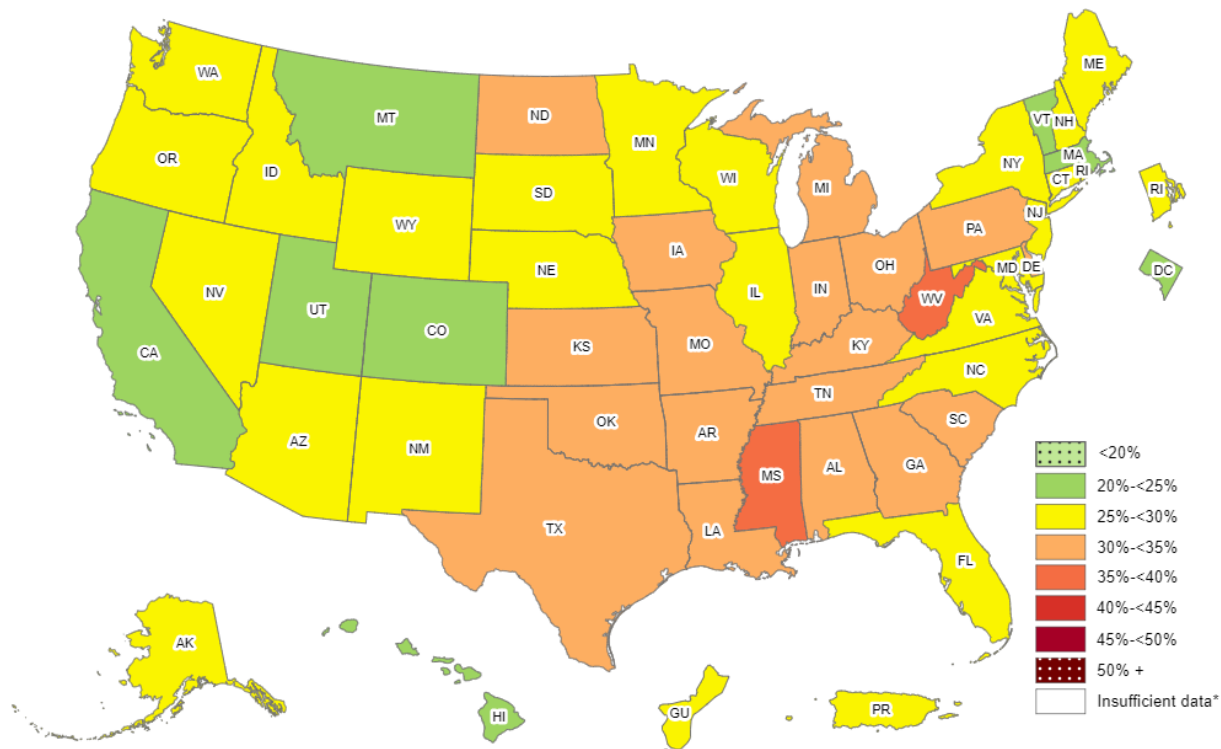 ME
WA
MT
ND
VT
NH
MN
OR
ID
MA
NY
WI
SD
CT
RI
MI
RI
WY
NJ
PA
IA
NE
OH
MD
DE
DC
IL
IN
NV
WV
UT
CO
VA
CA
KS
MO
KY
NC
TN
OK
AZ
NM
AR
SC
MS
AL
GA
<20%
20%-<25%
TX
LA
25%-<30%
30%-<35%
FL
35%-<40%
40%-<45%
AK
45%-<50%
50% +
Insufficient data*
GU
PR
HI